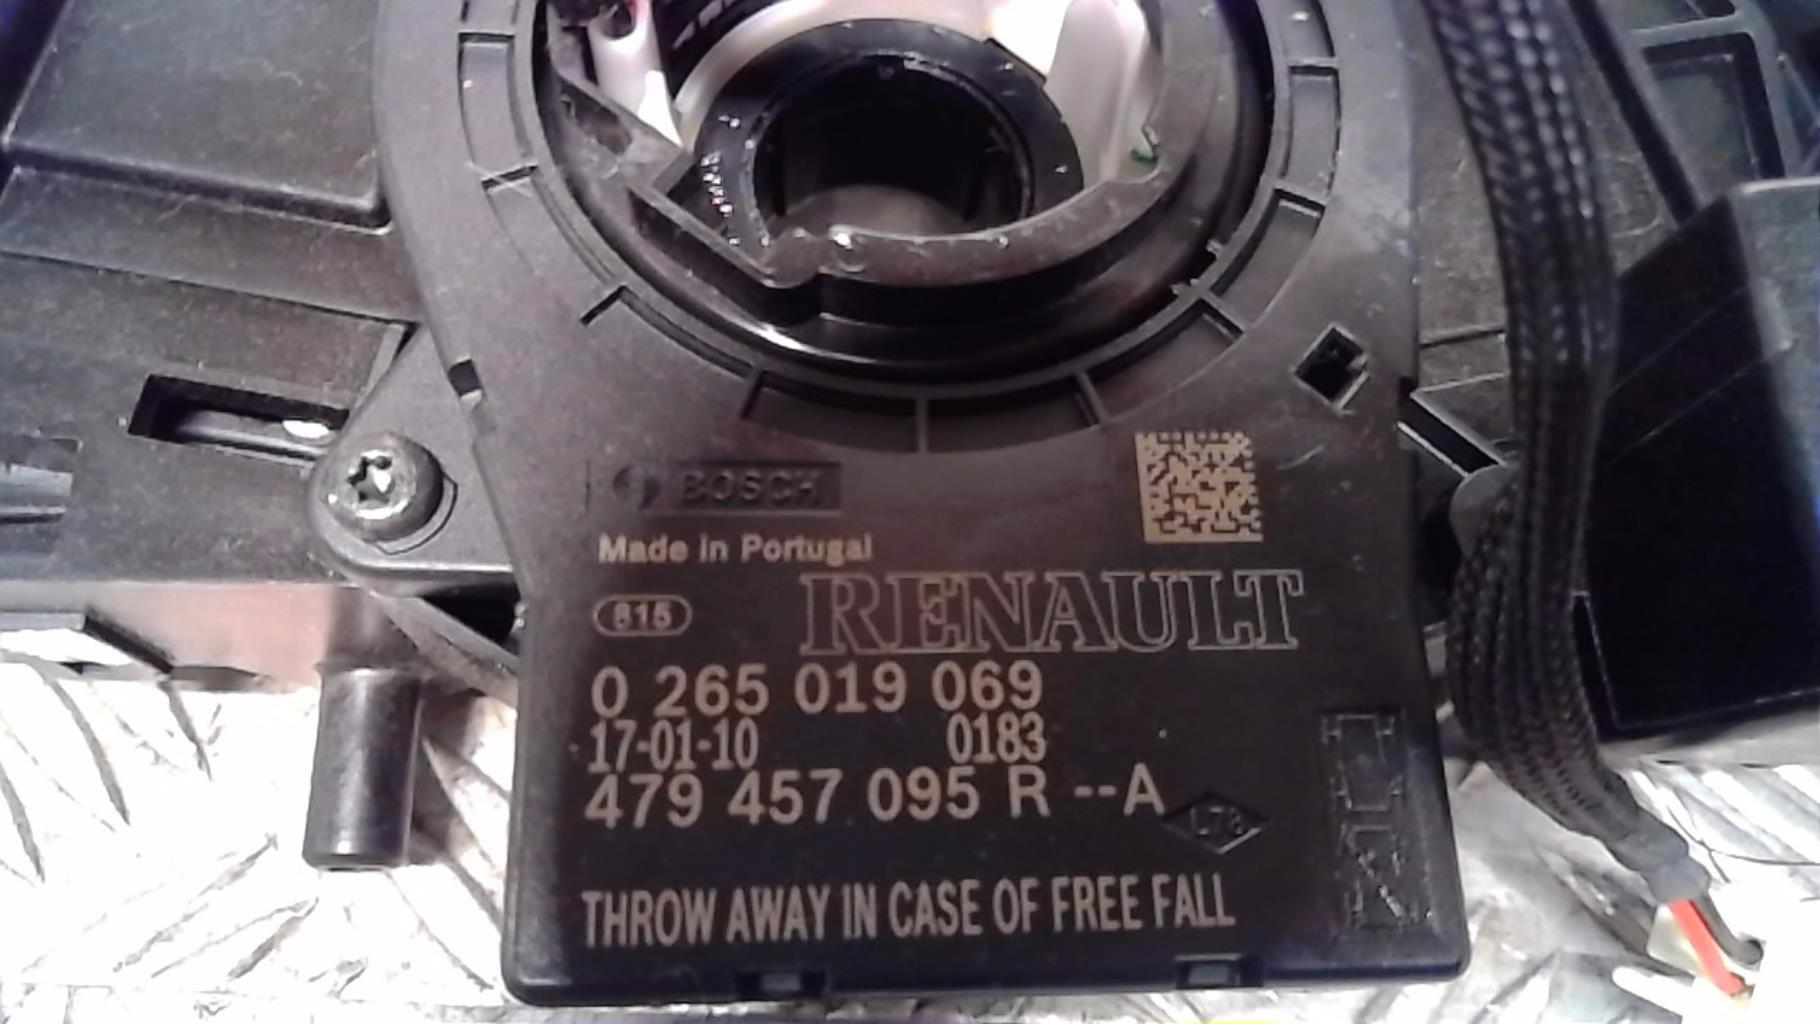 BOSCH
Made in Portugal
815
RENAULT
0 265 019 069
17-01-10 0183
479 457 095 R --A
THROW AWAY IN CASE OF FREE FALL